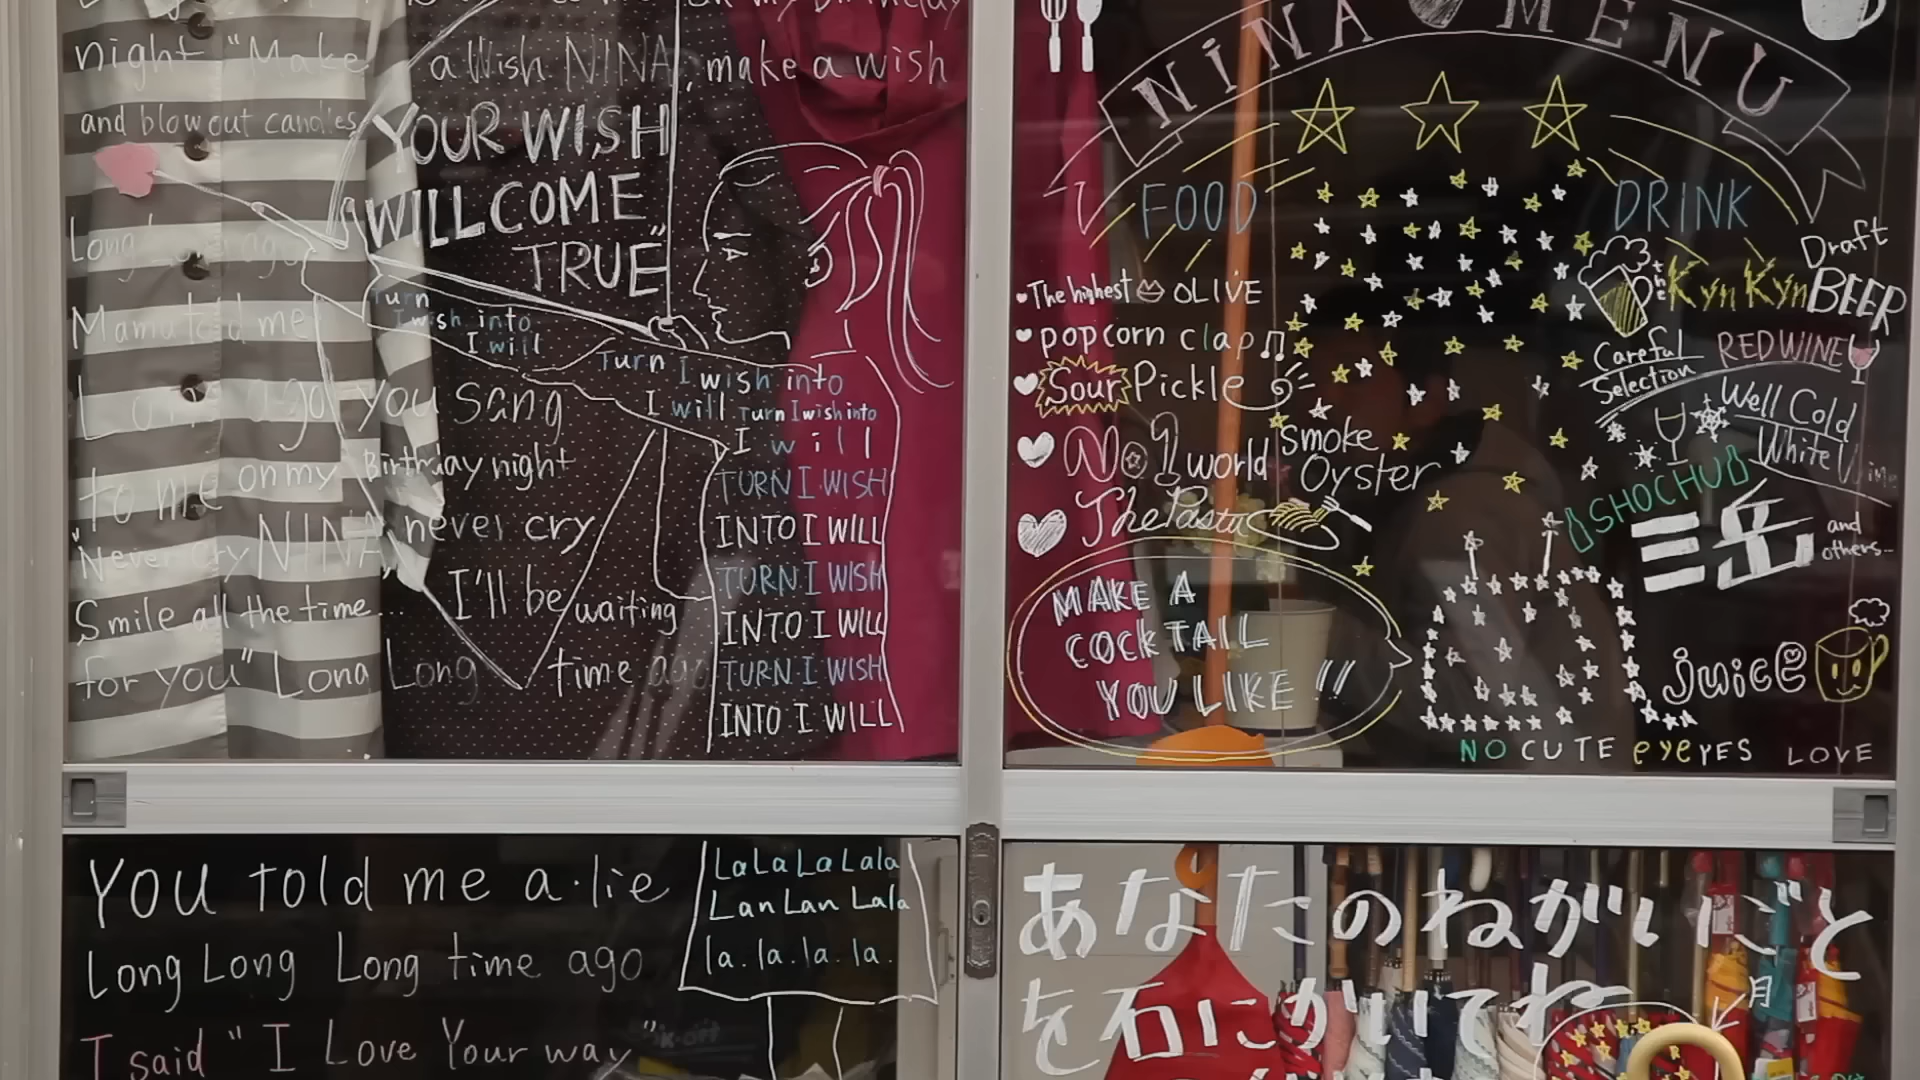 night "Make a Wish NINA, make a wish
and blow out candles
YOUR WISH
WILL COME
TRUE"
Long ago
Mama told me
Long ago you sang
to me on my Birthday night
"Never cry NINA, never cry
Smile all the time... I'll be waiting
for you" Long Long time ago
Turn
I wish into
I will
Turn I wish into
I will Turn I wish into
I will
TURN I WISH
INTO I WILL
TURN I WISH
INTO I WILL
TURN I WISH
INTO I WILL
NiNA MENU
FOOD
The highest OLIVE
popcorn clap
Sour Pickle
No1 world Smoke
Oyster
The Pasta
MAKE A
COCKTAIL
YOU LIKE !!
DRINK
Draft
the Kyn Kyn BEER
Careful
Selection
RED WINE
Well Cold
White Wine
SHOCHU
三岳 and
others...
juice
NO CUTE eyeYES LOVE
YOU told me a lie
Long Long Long time ago
I said "I Love Your way"
LaLaLaLala
LanLan Lala
la.la.la.la.
あなたのねがいごと
を石にかいてね
月